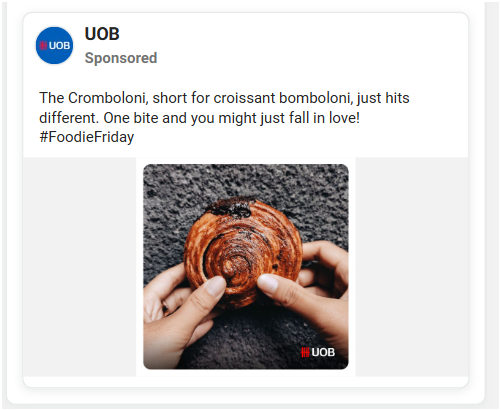 UOB
UOB
Sponsored
The Cromboloni, short for croissant bomboloni, just hits
different. One bite and you might just fall in love!
#FoodieFriday
UOB